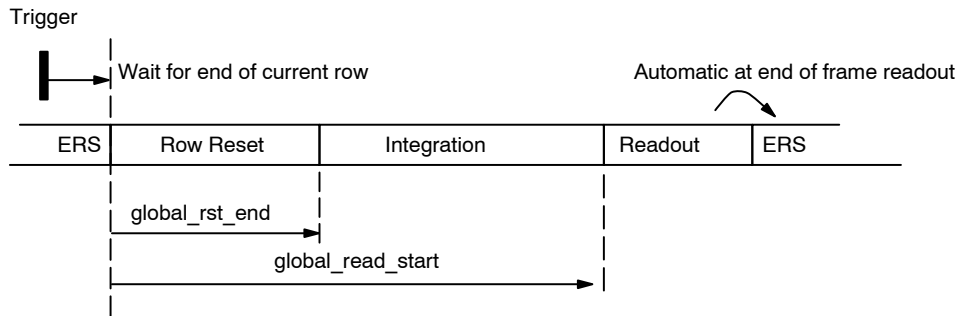 Trigger
Wait for end of current row
Automatic at end of frame readout
ERS
Row Reset
Integration
Readout
ERS
global_rst_end
global_read_start